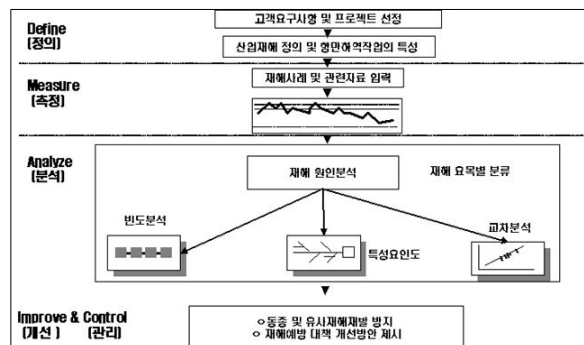 Define
(정의)
고객요구사항 및 프로젝트 선정
산업재해 정의 및 항만하역작업의 특성
Measure
(측정)
재해사례 및 관련자료 입력
Analyze
(분석)
재해 원인분석
재해 요목별 분류
빈도분석
특성요인도
교차분석
Improve & Control
(개선) (관리)
ㅇ동종 및 유사재해재발 방지
ㅇ 재해예방 대책 개선방안 제시